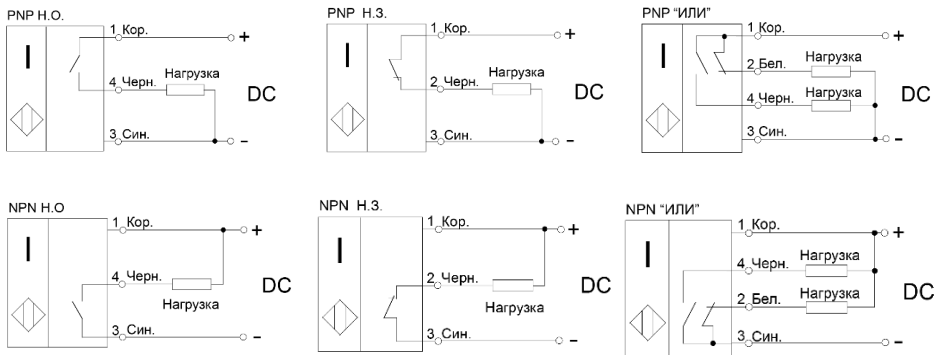 PNP Н.О.
1 Кор.
+
4 Черн.
Нагрузка
DC
3 Син.
-
PNP Н.З.
1 Кор.
+
2 Черн.
Нагрузка
DC
3 Син.
-
PNP “ИЛИ”
1 Кор.
+
2 Бел.
Нагрузка
4 Черн.
Нагрузка
DC
3 Син.
-
NPN Н.О
1 Кор.
+
4 Черн.
Нагрузка
DC
3 Син.
-
NPN Н.З.
1 Кор.
+
2 Черн.
Нагрузка
DC
3 Син.
-
NPN “ИЛИ”
1 Кор.
+
4 Черн.
Нагрузка
2 Бел.
Нагрузка
DC
3 Син.
-